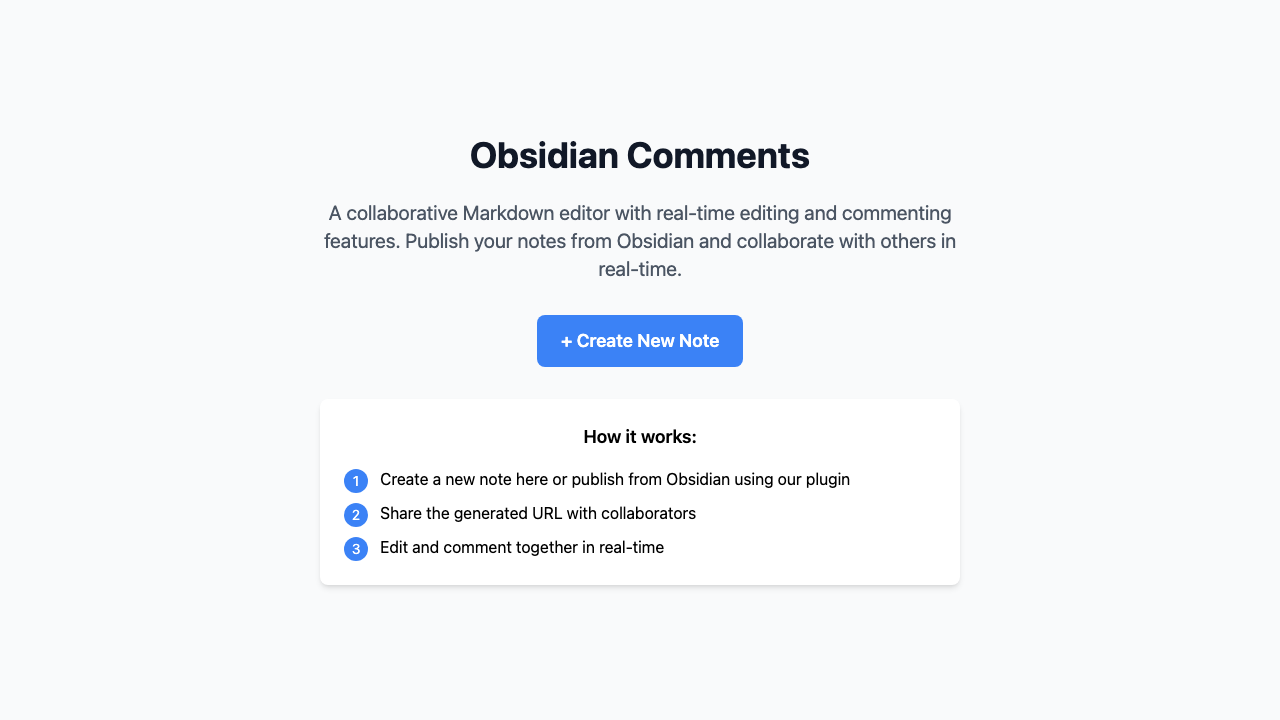 Obsidian Comments
A collaborative Markdown editor with real-time editing and commenting
features. Publish your notes from Obsidian and collaborate with others in
real-time.
+ Create New Note
How it works:
1 Create a new note here or publish from Obsidian using our plugin
2 Share the generated URL with collaborators
3 Edit and comment together in real-time